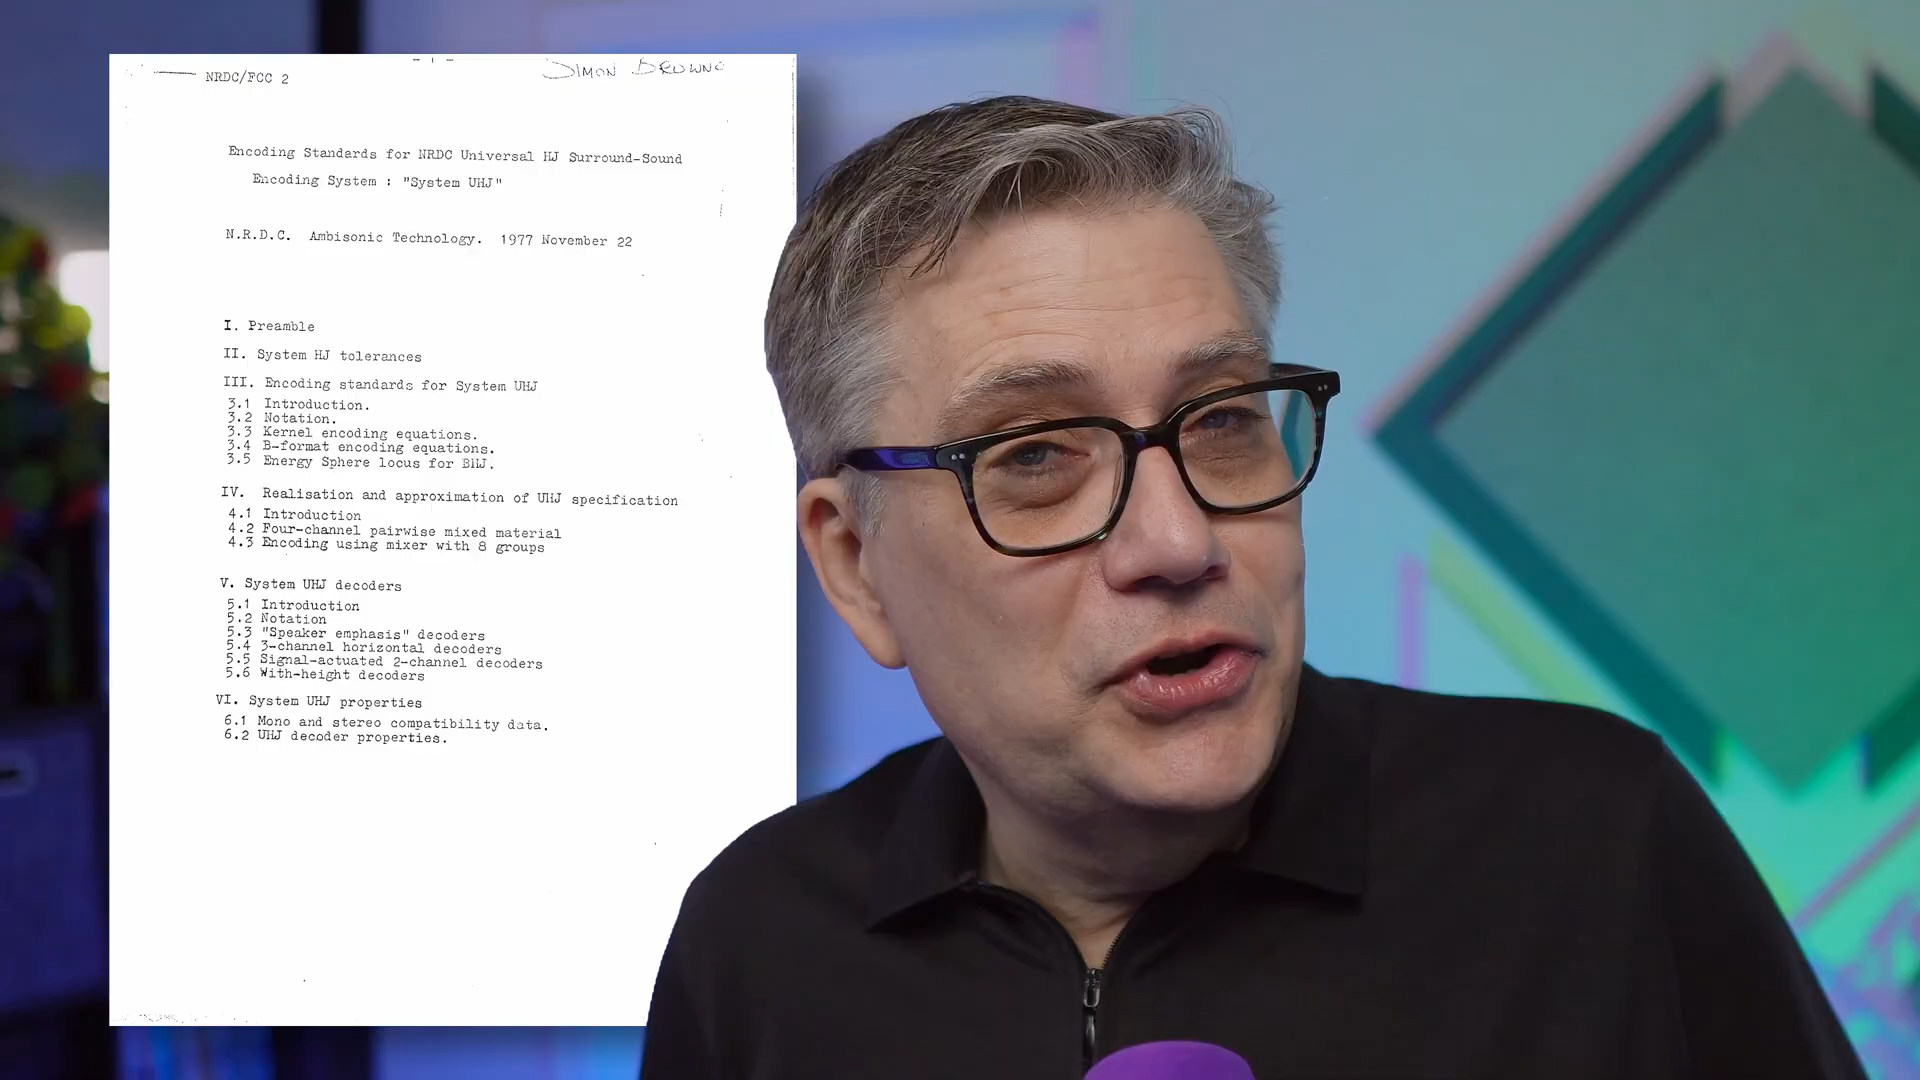 NRDC/FCC 2
- 1 -
SIMON BROWNE
Encoding Standards for NRDC Universal HJ Surround-Sound
Encoding System : "System UHJ"
N.R.D.C. Ambisonic Technology. 1977 November 22
I. Preamble
II. System HJ tolerances
III. Encoding standards for System UHJ
3.1 Introduction.
3.2 Notation.
3.3 Kernel encoding equations.
3.4 B-format encoding equations.
3.5 Energy Sphere locus for BHJ.
IV. Realisation and approximation of UHJ specification
4.1 Introduction
4.2 Four-channel pairwise mixed material
4.3 Encoding using mixer with 8 groups
V. System UHJ decoders
5.1 Introduction
5.2 Notation
5.3 "Speaker emphasis" decoders
5.4 3-channel horizontal decoders
5.5 Signal-actuated 2-channel decoders
5.6 With-height decoders
VI. System UHJ properties
6.1 Mono and stereo compatibility data.
6.2 UHJ decoder properties.